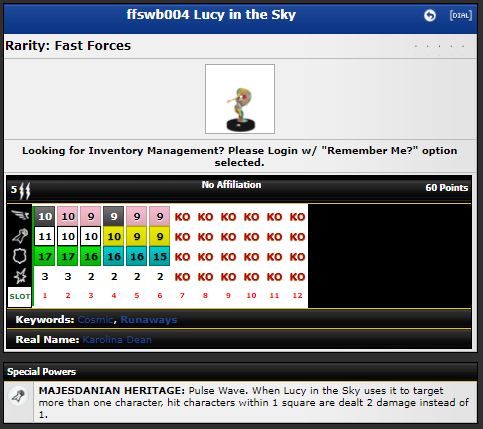 ffswb004 Lucy in the Sky
[DIAL]
Rarity: Fast Forces
Looking for Inventory Management? Please Login w/ "Remember Me?" option
selected.
5 No Affiliation 60 Points
10 10 9 9 9 9 KO KO KO KO KO KO
11 10 10 10 9 9 KO KO KO KO KO KO
17 17 16 16 16 15 KO KO KO KO KO KO
3 3 2 2 2 2 KO KO KO KO KO KO
SLOT 1 2 3 4 5 6 7 8 9 10 11 12
Keywords: Cosmic, Runaways
Real Name: Karolina Dean
Special Powers
MAJESDANIAN HERITAGE: Pulse Wave. When Lucy in the Sky uses it to target
more than one character, hit characters within 1 square are dealt 2 damage instead of
1.